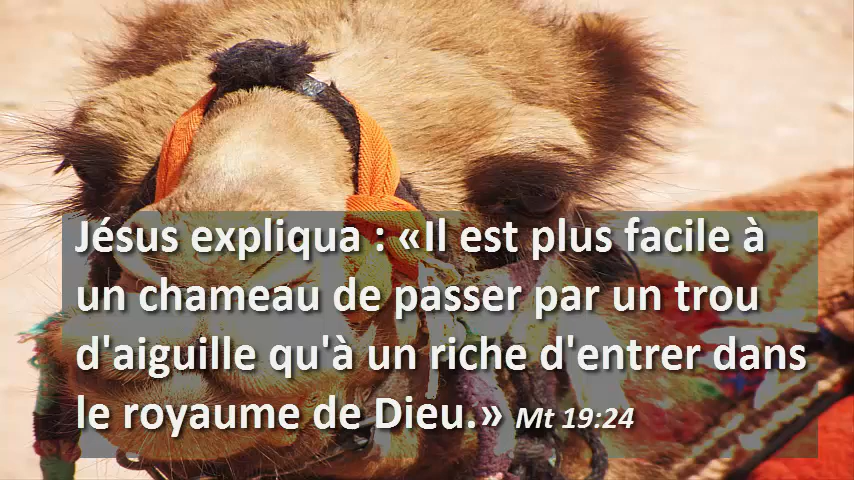 Jésus expliqua : «Il est plus facile à
un chameau de passer par un trou
d'aiguille qu'à un riche d'entrer dans
le royaume de Dieu.» Mt 19:24